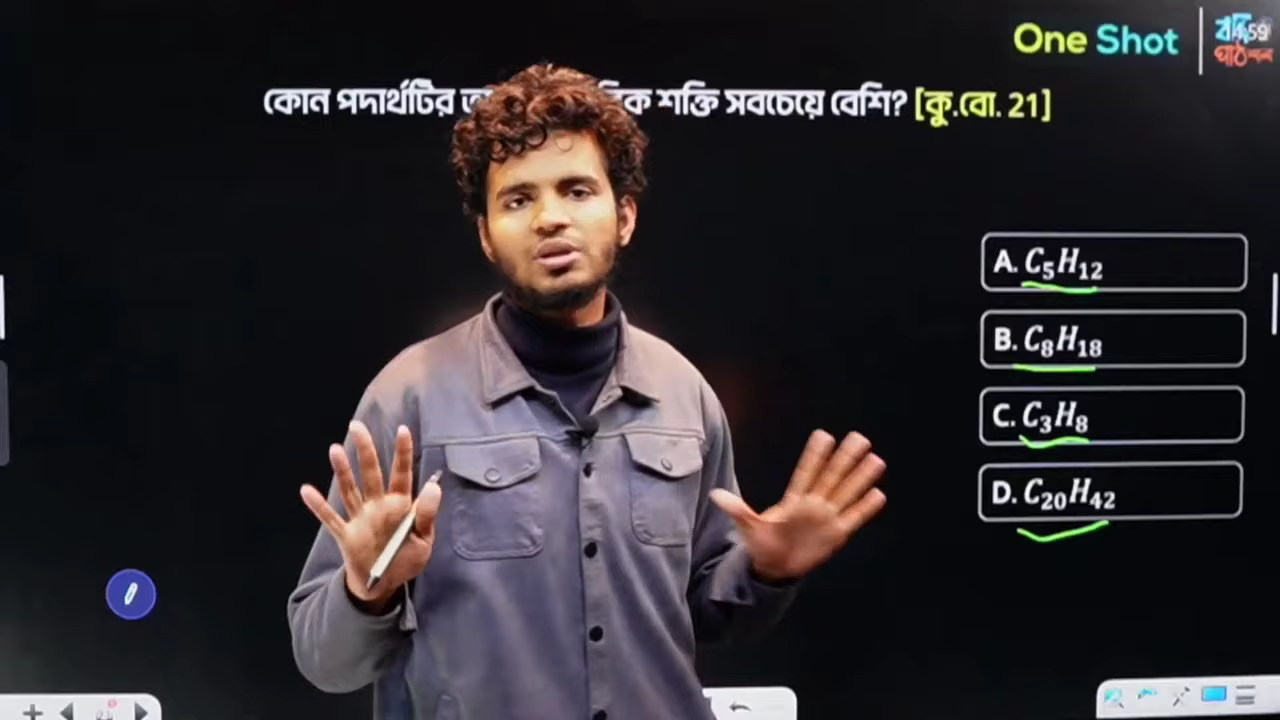 One Shot
কোন পদার্থটির শক্তি সবচেয়ে বেশি? [কু.বো. 21]
A. C₅H₁₂
B. C₈H₁₈
C. C₃H₈
D. C₂₀H₄₂